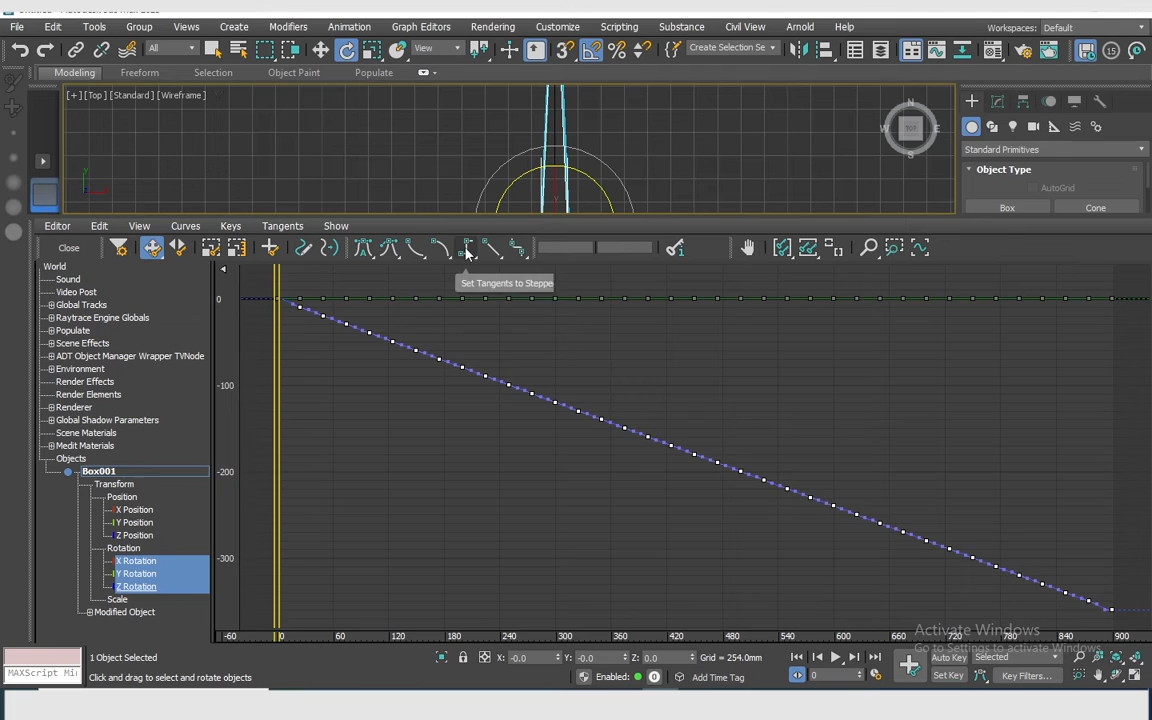 File Edit Tools Group Views Create Modifiers Animation Graph Editors Rendering Customize Scripting Substance Civil View Arnold Help Workspaces: Default
All View Create Selection Se 15
Modeling Freeform Selection Object Paint Populate
[+] [Top] [Standard] [Wireframe]
N
W TOP E
S
y
Standard Primitives
Object Type
AutoGrid
Box Cone
Editor Edit View Curves Keys Tangents Show
Close
Set Tangents to Steppe
World
Sound
Video Post
Global Tracks
Raytrace Engine Globals
Populate
Scene Effects
ADT Object Manager Wrapper TVNode
Environment
Render Effects
Render Elements
Renderer
Global Shadow Parameters
Scene Materials
Medit Materials
Objects
Box001
Transform
Position
X Position
Y Position
Z Position
Rotation
X Rotation
Y Rotation
Z Rotation
Scale
Modified Object
0
-100
-200
-300
-60 0 60 120 180 240 300 360 420 480 540 600 660 720 780 840 900
Activate Windows
Go to Settings to activate Windows.
1 Object Selected X: -0.0 Y: -0.0 Z: 0.0 Grid = 254.0mm Auto Key Selected
MAXScript Mi Click and drag to select and rotate objects Enabled: 0 Add Time Tag 0 Set Key Key Filters...